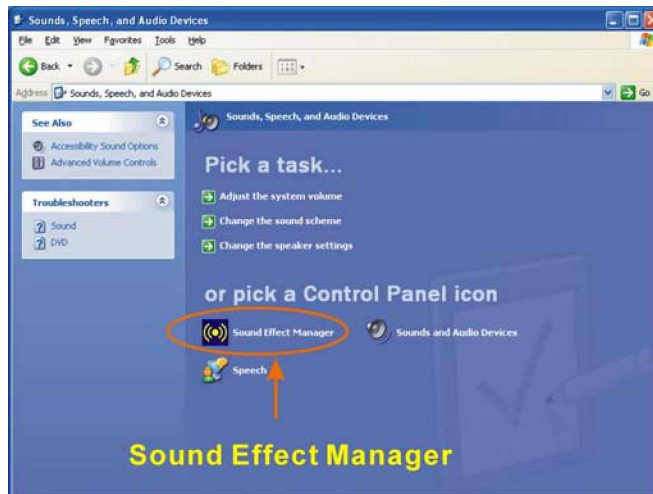 Sounds, Speech, and Audio Devices
File Edit View Favorites Tools Help
Back Search Folders
Address Sounds, Speech, and Audio Devices Go
See Also
Accessibility Sound Options
Advanced Volume Controls
Troubleshooters
Sound
DVD
Sounds, Speech, and Audio Devices
Pick a task...
Adjust the system volume
Change the sound scheme
Change the speaker settings
or pick a Control Panel icon
Sound Effect Manager Sounds and Audio Devices
Speech
Sound Effect Manager